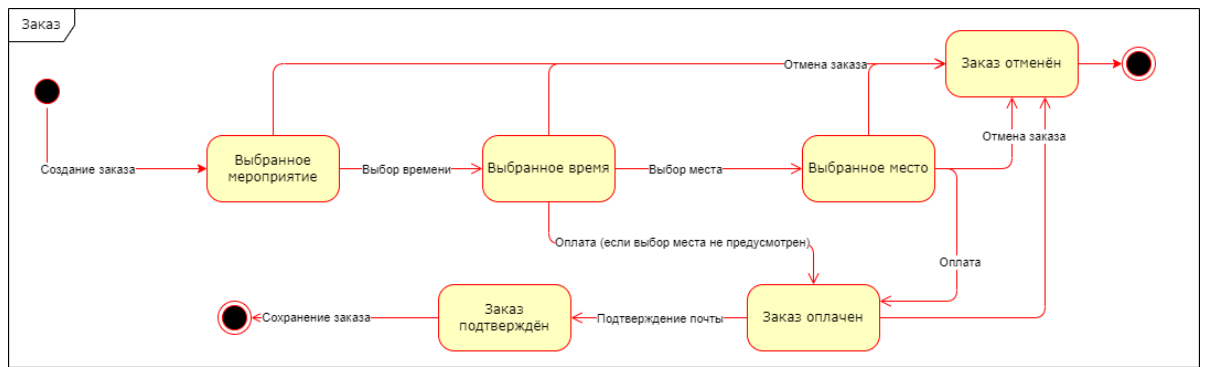 Заказ
Отмена заказа
Заказ отменён
Отмена заказа
Создание заказа
Выбранное
мероприятие
Выбор времени
Выбранное время
Выбор места
Выбранное место
Оплата (если выбор места не предусмотрен)
Оплата
Сохранение заказа
Заказ
подтверждён
Подтверждение почты
Заказ оплачен